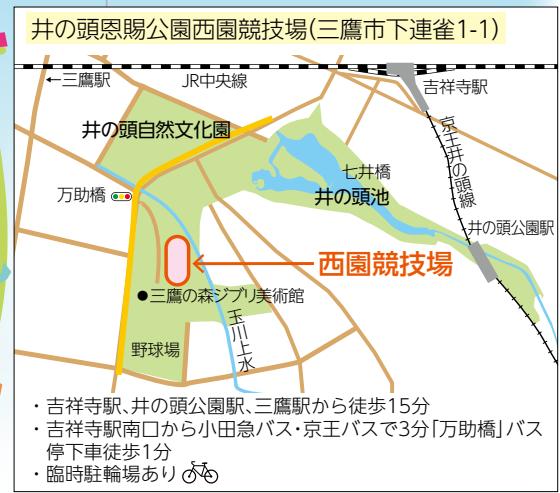 井の頭恩賜公園西園競技場(三鷹市下連雀1-1)
←三鷹駅
JR中央線
吉祥寺駅
井の頭自然文化園
京王井の頭線
七井橋
万助橋
井の頭池
井の頭公園駅
西園競技場
●三鷹の森ジブリ美術館
玉川上水
野球場
・吉祥寺駅、井の頭公園駅、三鷹駅から徒歩15分
・吉祥寺駅南口から小田急バス・京王バスで3分「万助橋」バス
停下車徒歩1分
・臨時駐輪場あり